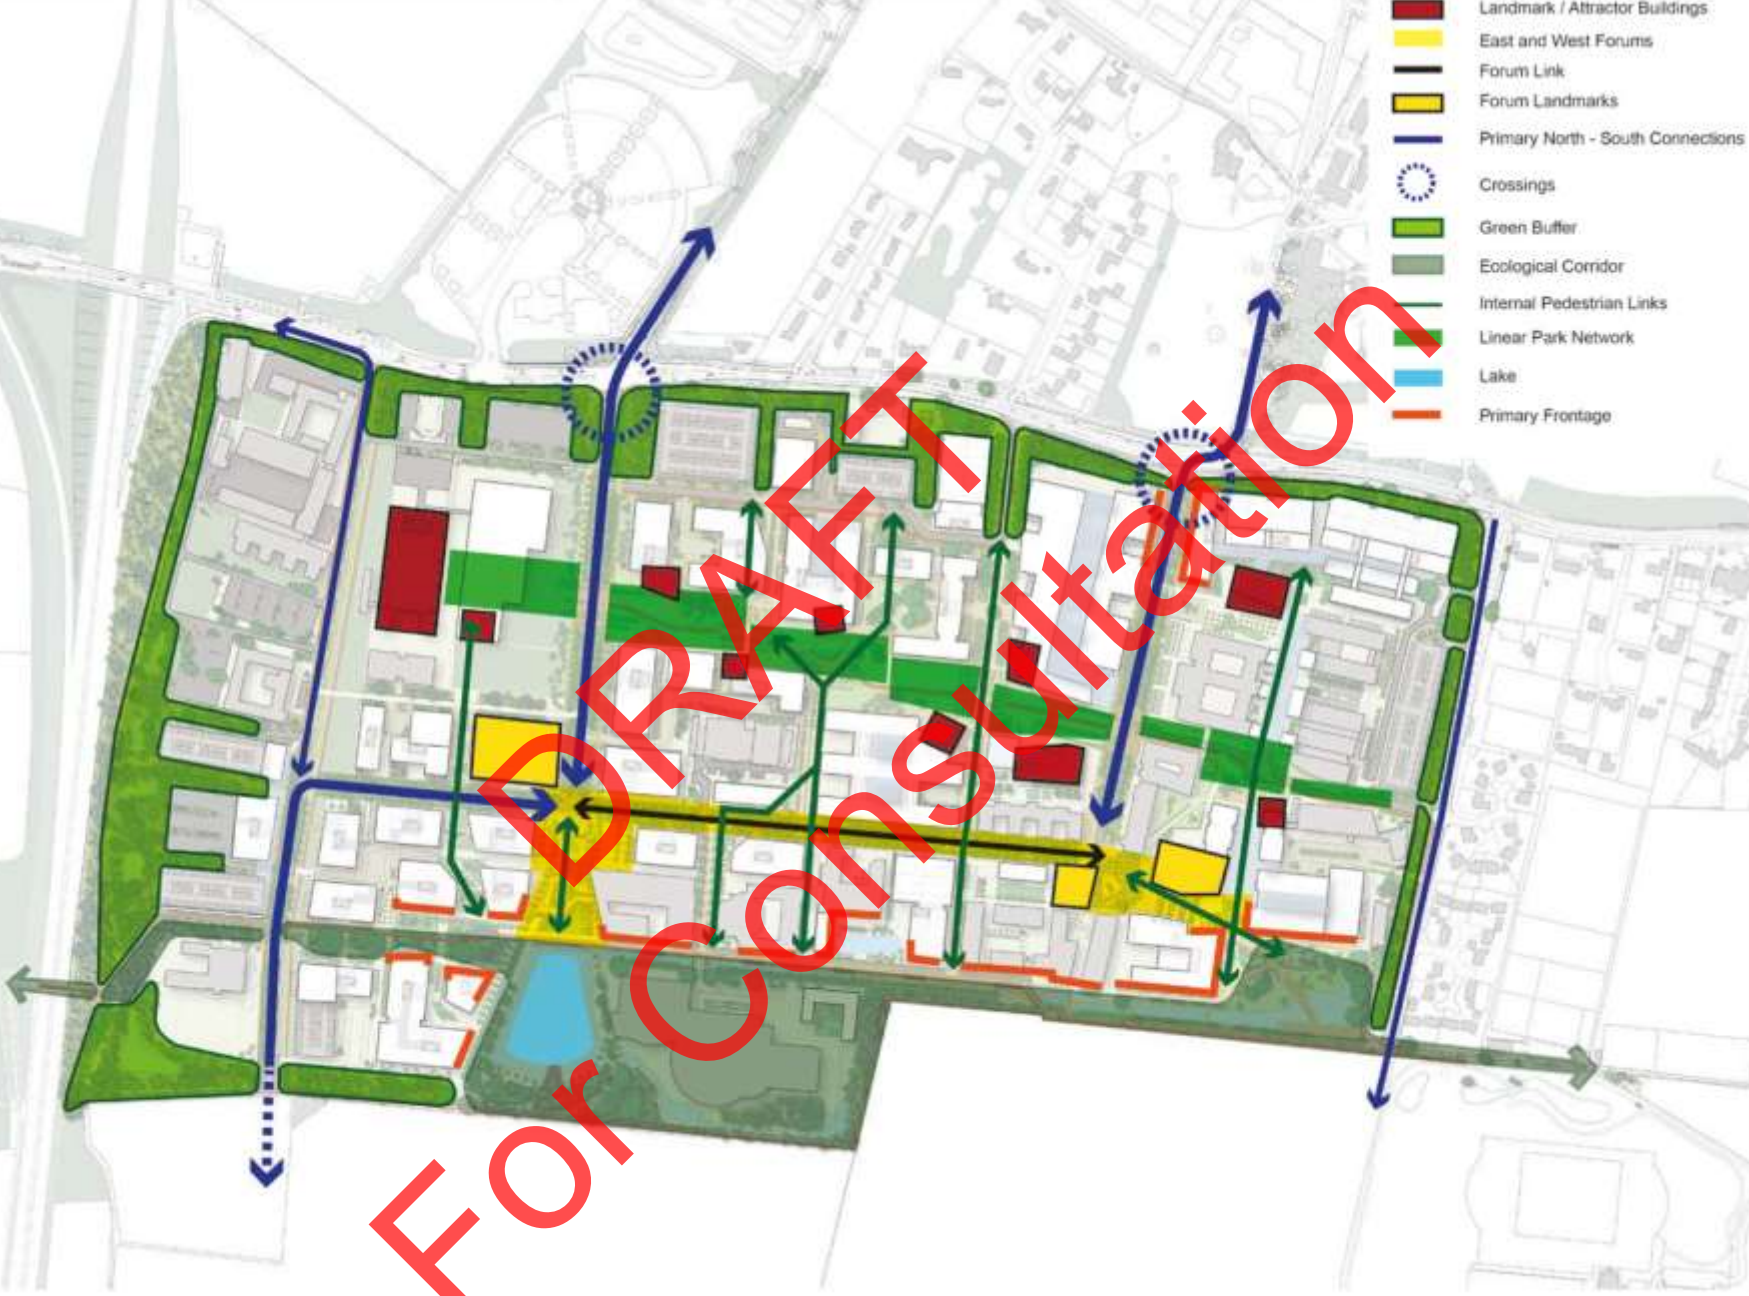 Landmark / Attractor Buildings
East and West Forums
Forum Link
Forum Landmarks
Primary North - South Connections
Crossings
Green Buffer
Ecological Corridor
Internal Pedestrian Links
Linear Park Network
Lake
Primary Frontage
DRAFT
For Consultation